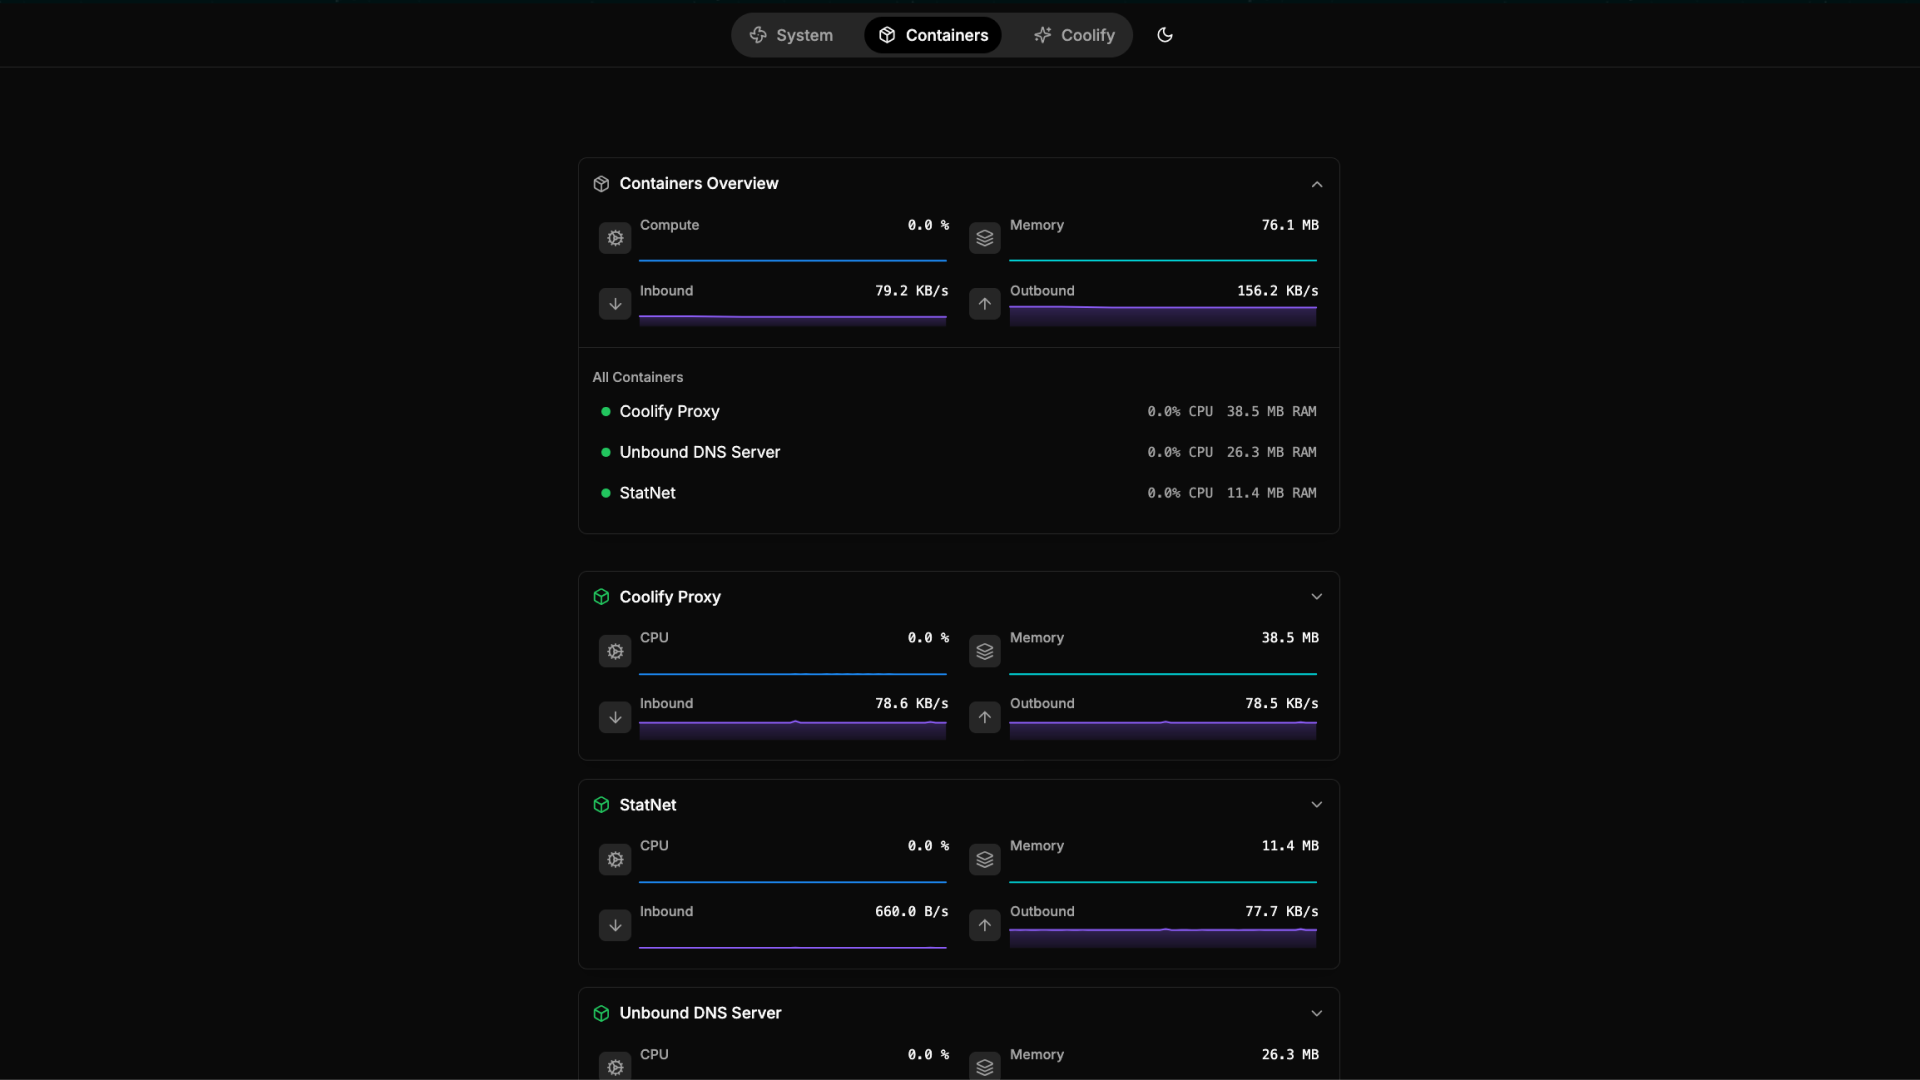 System Containers Coolify
Containers Overview
Compute 0.0 % Memory 76.1 MB
Inbound 79.2 KB/s Outbound 156.2 KB/s
All Containers
Coolify Proxy 0.0% CPU 38.5 MB RAM
Unbound DNS Server 0.0% CPU 26.3 MB RAM
StatNet 0.0% CPU 11.4 MB RAM
Coolify Proxy
CPU 0.0 % Memory 38.5 MB
Inbound 78.6 KB/s Outbound 78.5 KB/s
StatNet
CPU 0.0 % Memory 11.4 MB
Inbound 660.0 B/s Outbound 77.7 KB/s
Unbound DNS Server
CPU 0.0 % Memory 26.3 MB